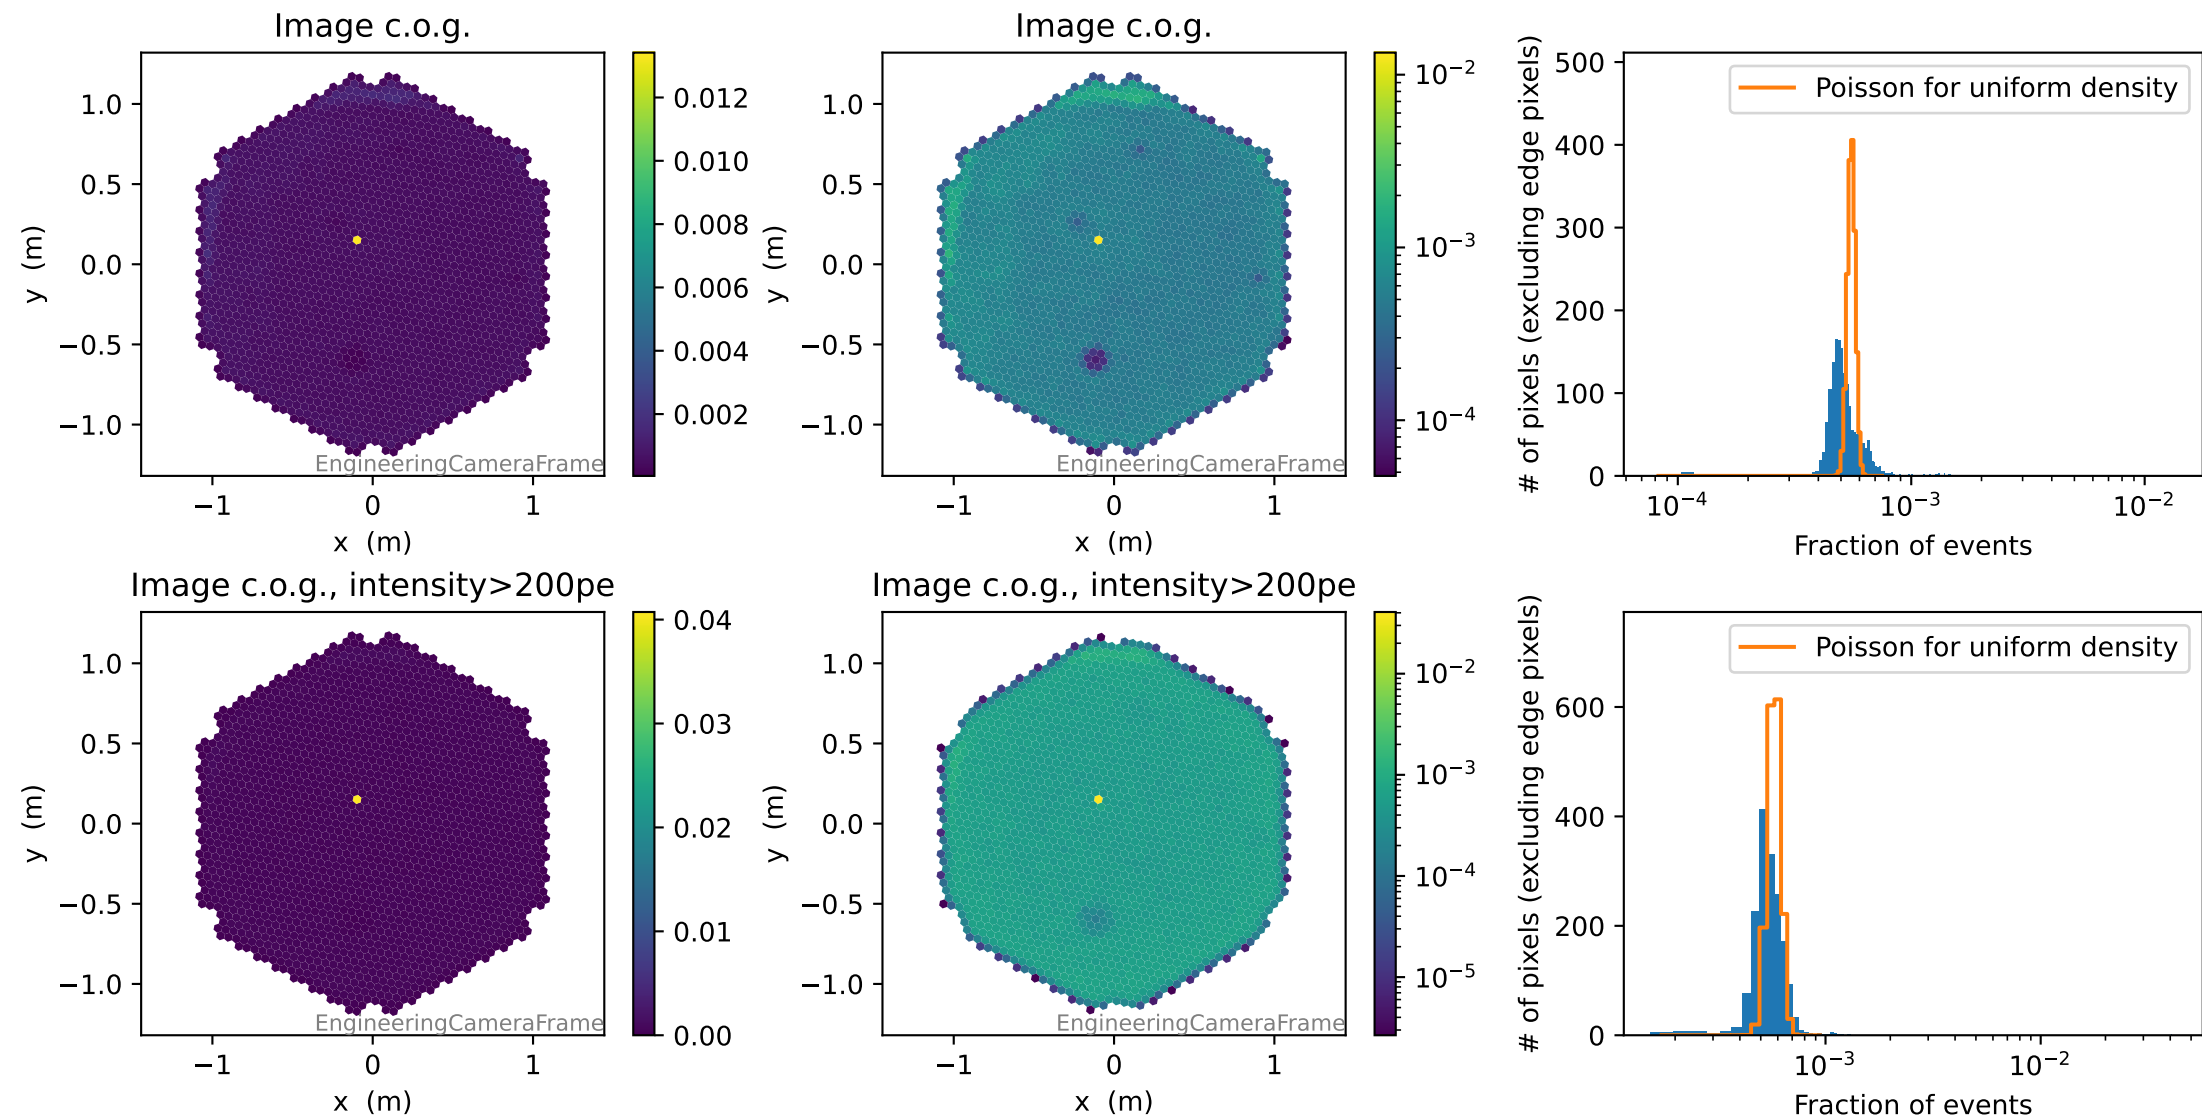 Image c.o.g.
1.0
0.5
0.0
−0.5
−1.0
y (m)
−1
0
1
x (m)
EngineeringCameraFrame
0.012
0.010
0.008
0.006
0.004
0.002
Image c.o.g.
1.0
0.5
0.0
−0.5
−1.0
y (m)
−1
0
1
x (m)
EngineeringCameraFrame
10⁻²
10⁻³
10⁻⁴
# of pixels (excluding edge pixels)
500
400
300
200
100
0
Poisson for uniform density
10⁻⁴
10⁻³
10⁻²
Fraction of events
Image c.o.g., intensity>200pe
1.0
0.5
0.0
−0.5
−1.0
y (m)
−1
0
1
x (m)
EngineeringCameraFrame
0.04
0.03
0.02
0.01
0.00
Image c.o.g., intensity>200pe
1.0
0.5
0.0
−0.5
−1.0
y (m)
−1
0
1
x (m)
EngineeringCameraFrame
10⁻²
10⁻³
10⁻⁴
10⁻⁵
# of pixels (excluding edge pixels)
600
400
200
0
Poisson for uniform density
10⁻³
10⁻²
Fraction of events